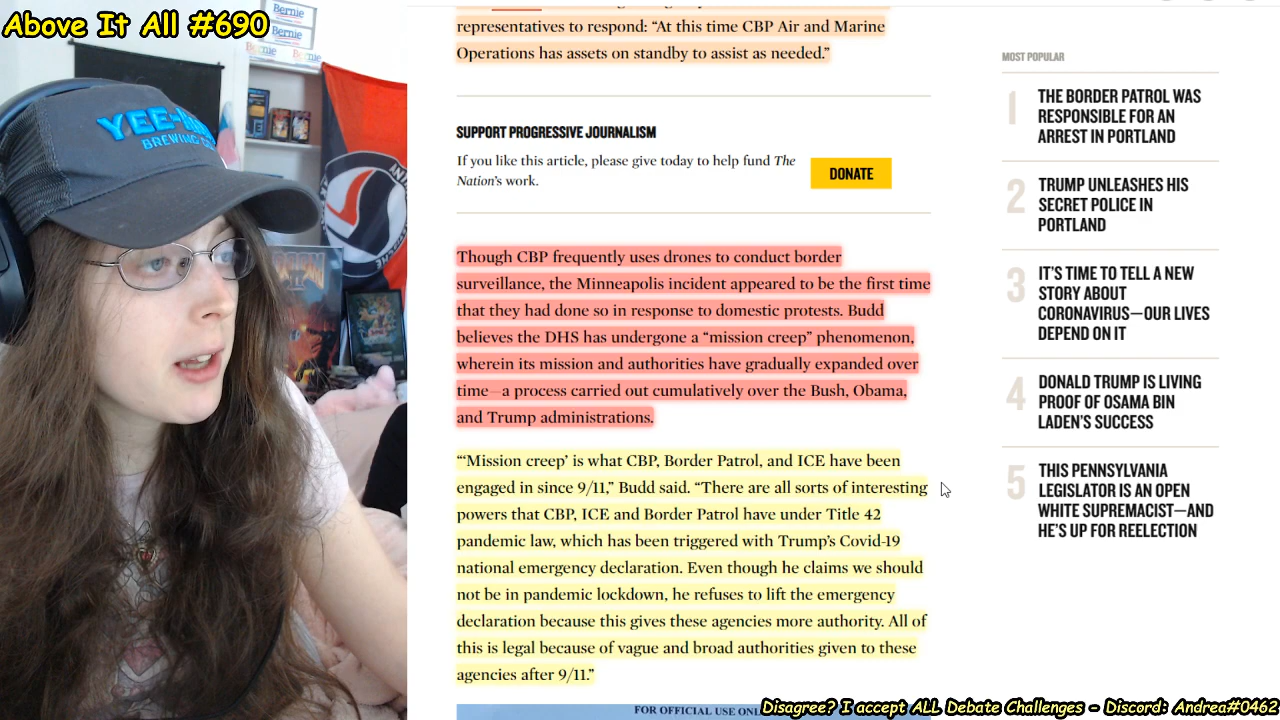 Above It All #690
Bernie
YEE-HAW
BREWING CO.
representative to respond: “At this time CBP Air and Marine
Operations has assets on standby to assist as needed.”
SUPPORT PROGRESSIVE JOURNALISM
If you like this article, please give today to help fund The
Nation’s work.
DONATE
Though CBP frequently uses drones to conduct border
surveillance, the Minneapolis incident appeared to be the first time
that they had done so in response to domestic protests. Budd
believes the DHS has undergone a “mission creep” phenomenon,
wherein its mission and authorities have gradually expanded over
time—a process carried out cumulatively over the Bush, Obama,
and Trump administrations.
“‘Mission creep’ is what CBP, Border Patrol, and ICE have been
engaged in since 9/11,” Budd said. “There are all sorts of interesting
powers that CBP, ICE and Border Patrol have under Title 42
pandemic law, which has been triggered with Trump’s Covid-19
national emergency declaration. Even though he claims we should
not be in pandemic lockdown, he refuses to lift the emergency
declaration because this gives these agencies more authority. All of
this is legal because of vague and broad authorities given to these
agencies after 9/11.”
FOR OFFICIAL USE ONL
MOST POPULAR
1 THE BORDER PATROL WAS
RESPONSIBLE FOR AN
ARREST IN PORTLAND
2 TRUMP UNLEASHES HIS
SECRET POLICE IN
PORTLAND
3 IT’S TIME TO TELL A NEW
STORY ABOUT
CORONAVIRUS—OUR LIVES
DEPEND ON IT
4 DONALD TRUMP IS LIVING
PROOF OF OSAMA BIN
LADEN’S SUCCESS
5 THIS PENNSYLVANIA
LEGISLATOR IS AN OPEN
WHITE SUPREMACIST—AND
HE’S UP FOR REELECTION
Disagree? I accept ALL Debate Challenges - Discord: Andrea#0462